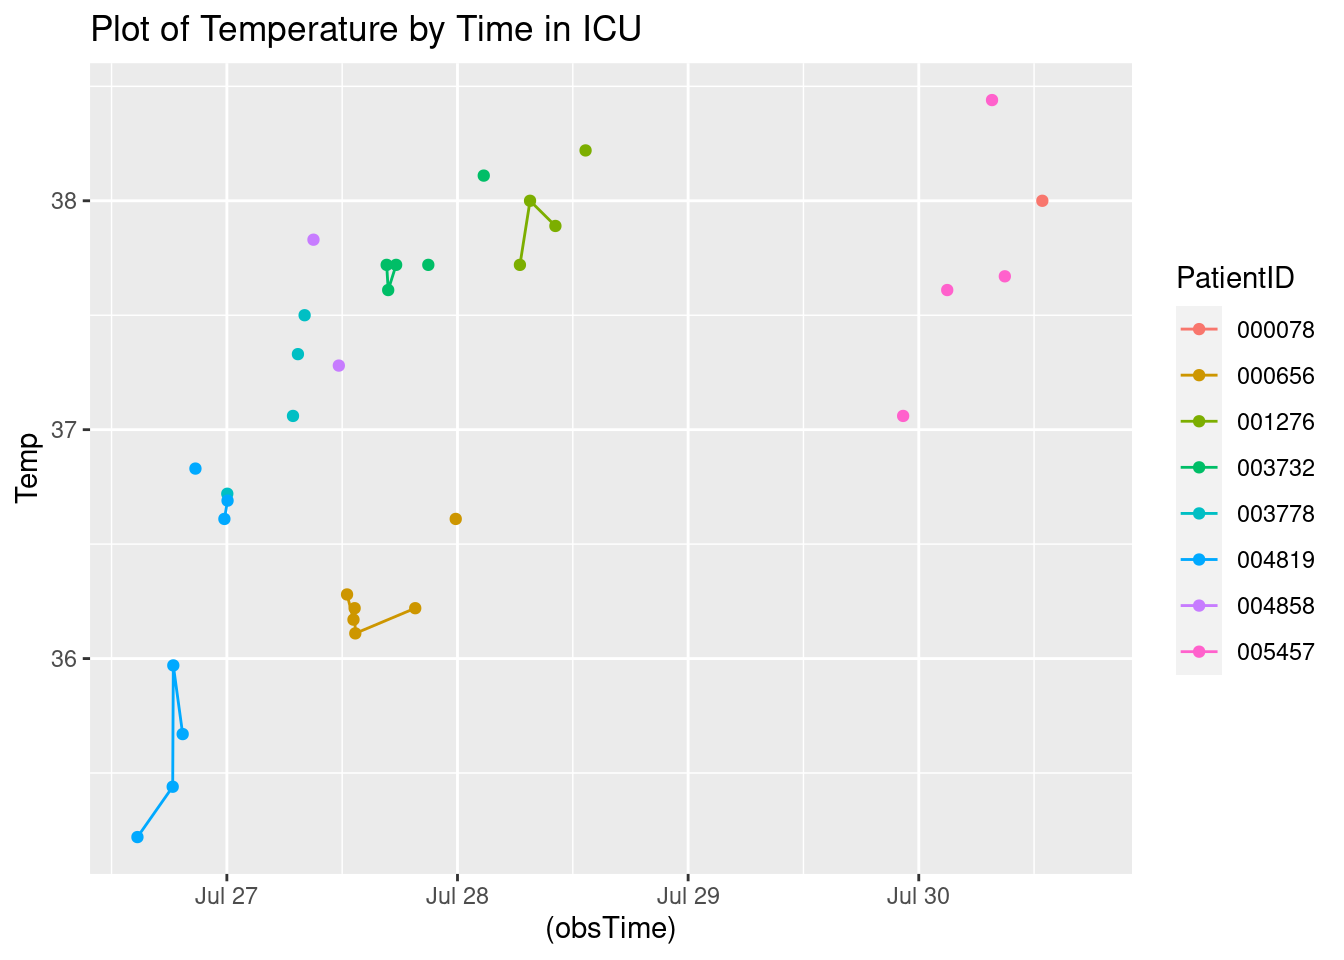 Plot of Temperature by Time in ICU
38
37
36
Temp
Jul 27
Jul 28
Jul 29
Jul 30
(obsTime)
PatientID
000078
000656
001276
003732
003778
004819
004858
005457